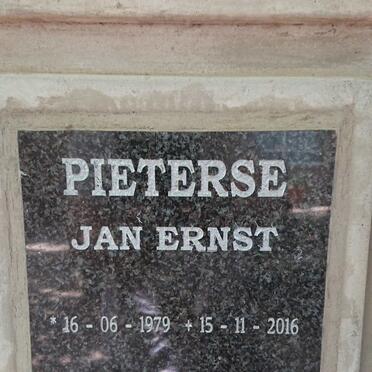 PIETERSE
JAN ERNST
* 16 - 06 - 1979 + 15 - 11 - 2016